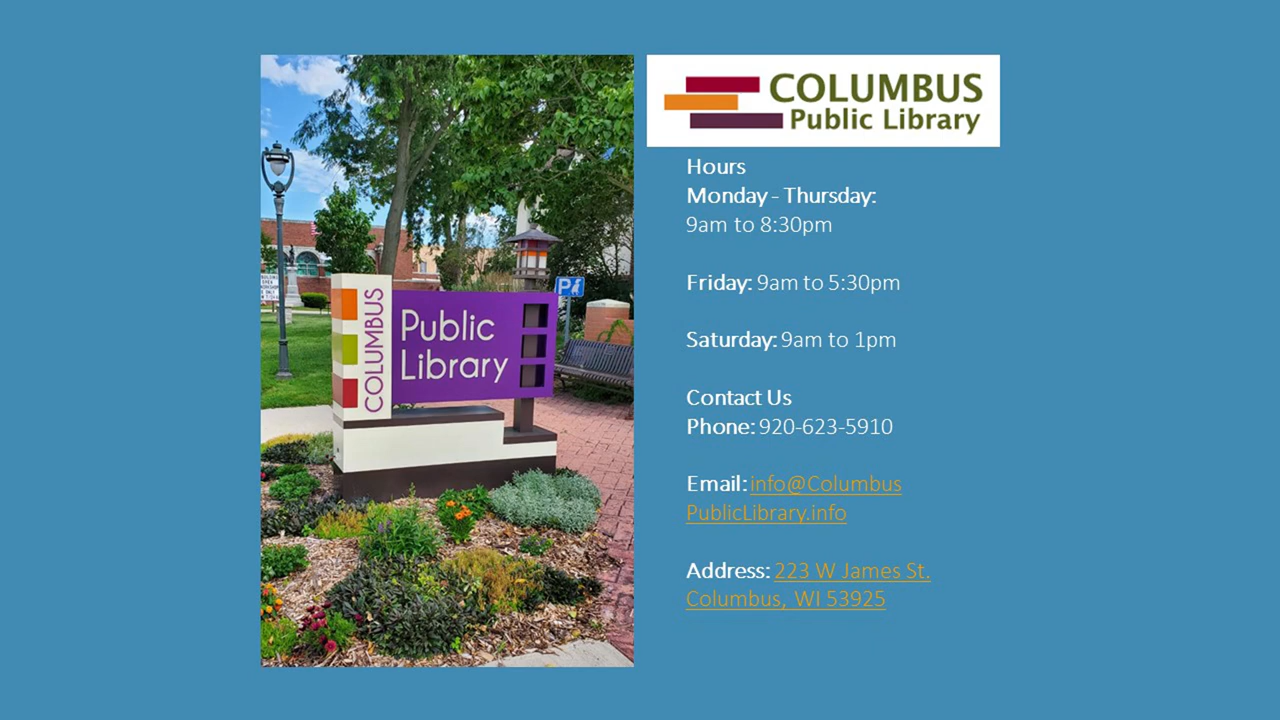 COLUMBUS
Public
Library
P
COLUMBUS
Public Library
Hours
Monday - Thursday:
9am to 8:30pm
Friday: 9am to 5:30pm
Saturday: 9am to 1pm
Contact Us
Phone: 920-623-5910
Email: info@Columbus
PublicLibrary.info
Address: 223 W James St.
Columbus, WI 53925